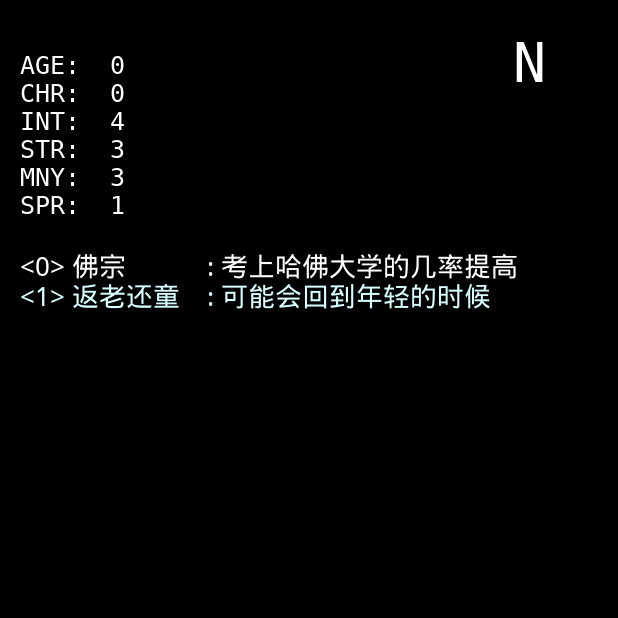 N
AGE: 0
CHR: 0
INT: 4
STR: 3
MNY: 3
SPR: 1
<0> 佛宗 : 考上哈佛大学的几率提高
<1> 返老还童 : 可能会回到年轻的时候